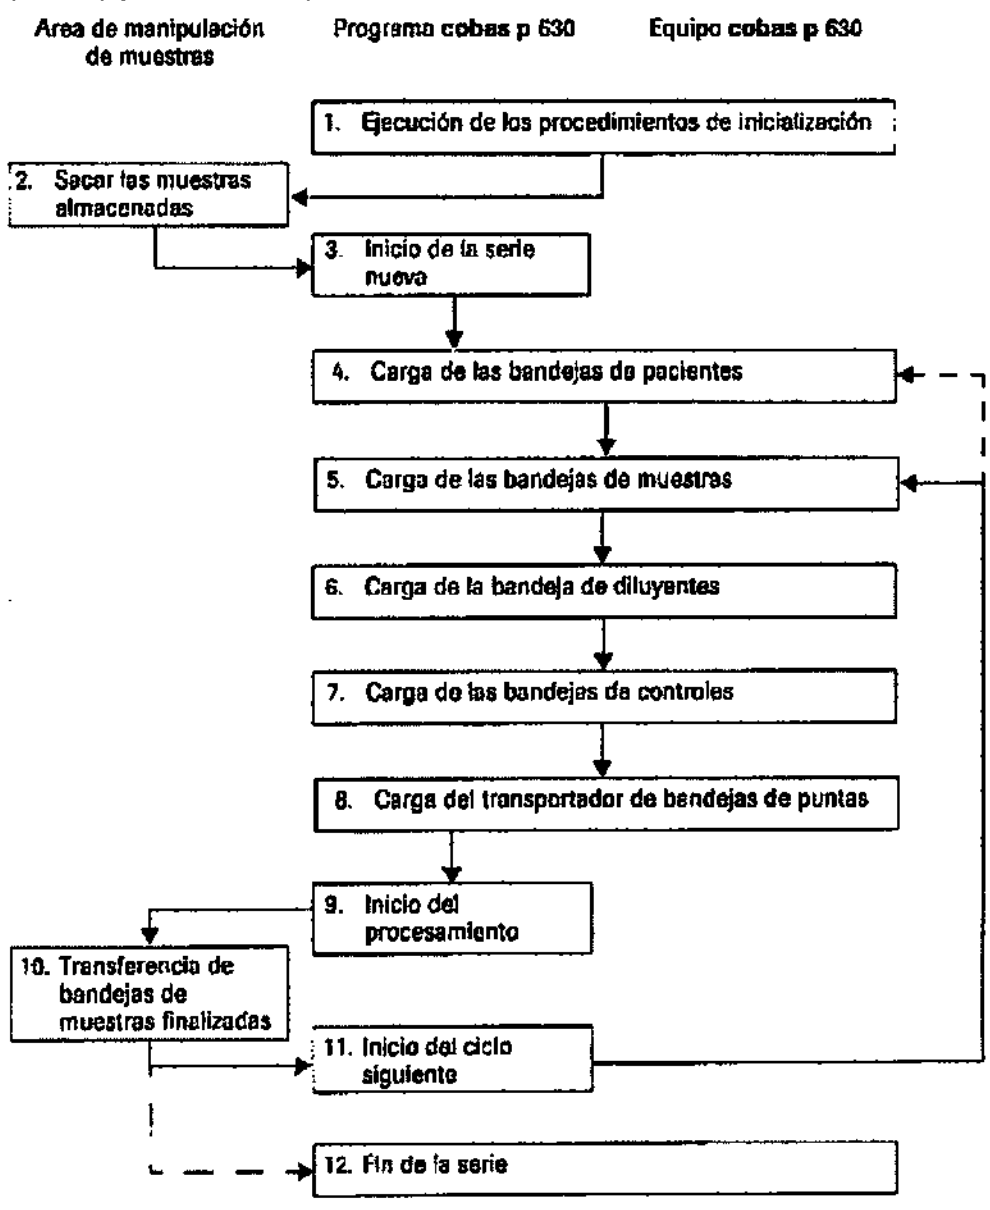 Area de manipulación
de muestras
Programa cobas p 630
Equipo cobas p 630
1. Ejecución de los procedimientos de inicialización
2. Sacar las muestras
almacenadas
3. Inicio de la serie
nueva
4. Carga de las bandejas de pacientes
5. Carga de las bandejas de muestras
6. Carga de la bandeja de diluyentes
7. Carga de las bandejas de controles
8. Carga del transportador de bandejas de puntas
9. Inicio del
procesamiento
10. Transferencia de
bandejas de
muestras finalizadas
11. Inicio del ciclo
siguiente
12. Fin de la serie